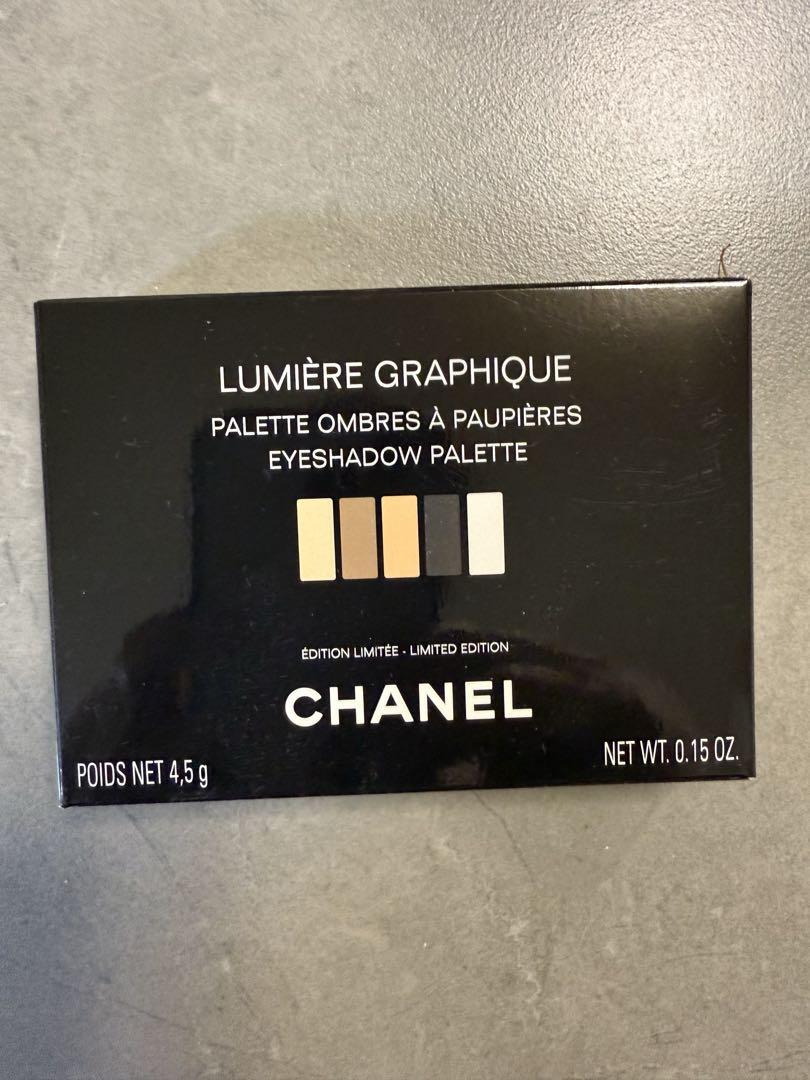 LUMIÈRE GRAPHIQUE
PALETTE OMBRES À PAUPIÈRES
EYESHADOW PALETTE
ÉDITION LIMITÉE - LIMITED EDITION
CHANEL
POIDS NET 4,5 g
NET WT. 0.15 OZ.